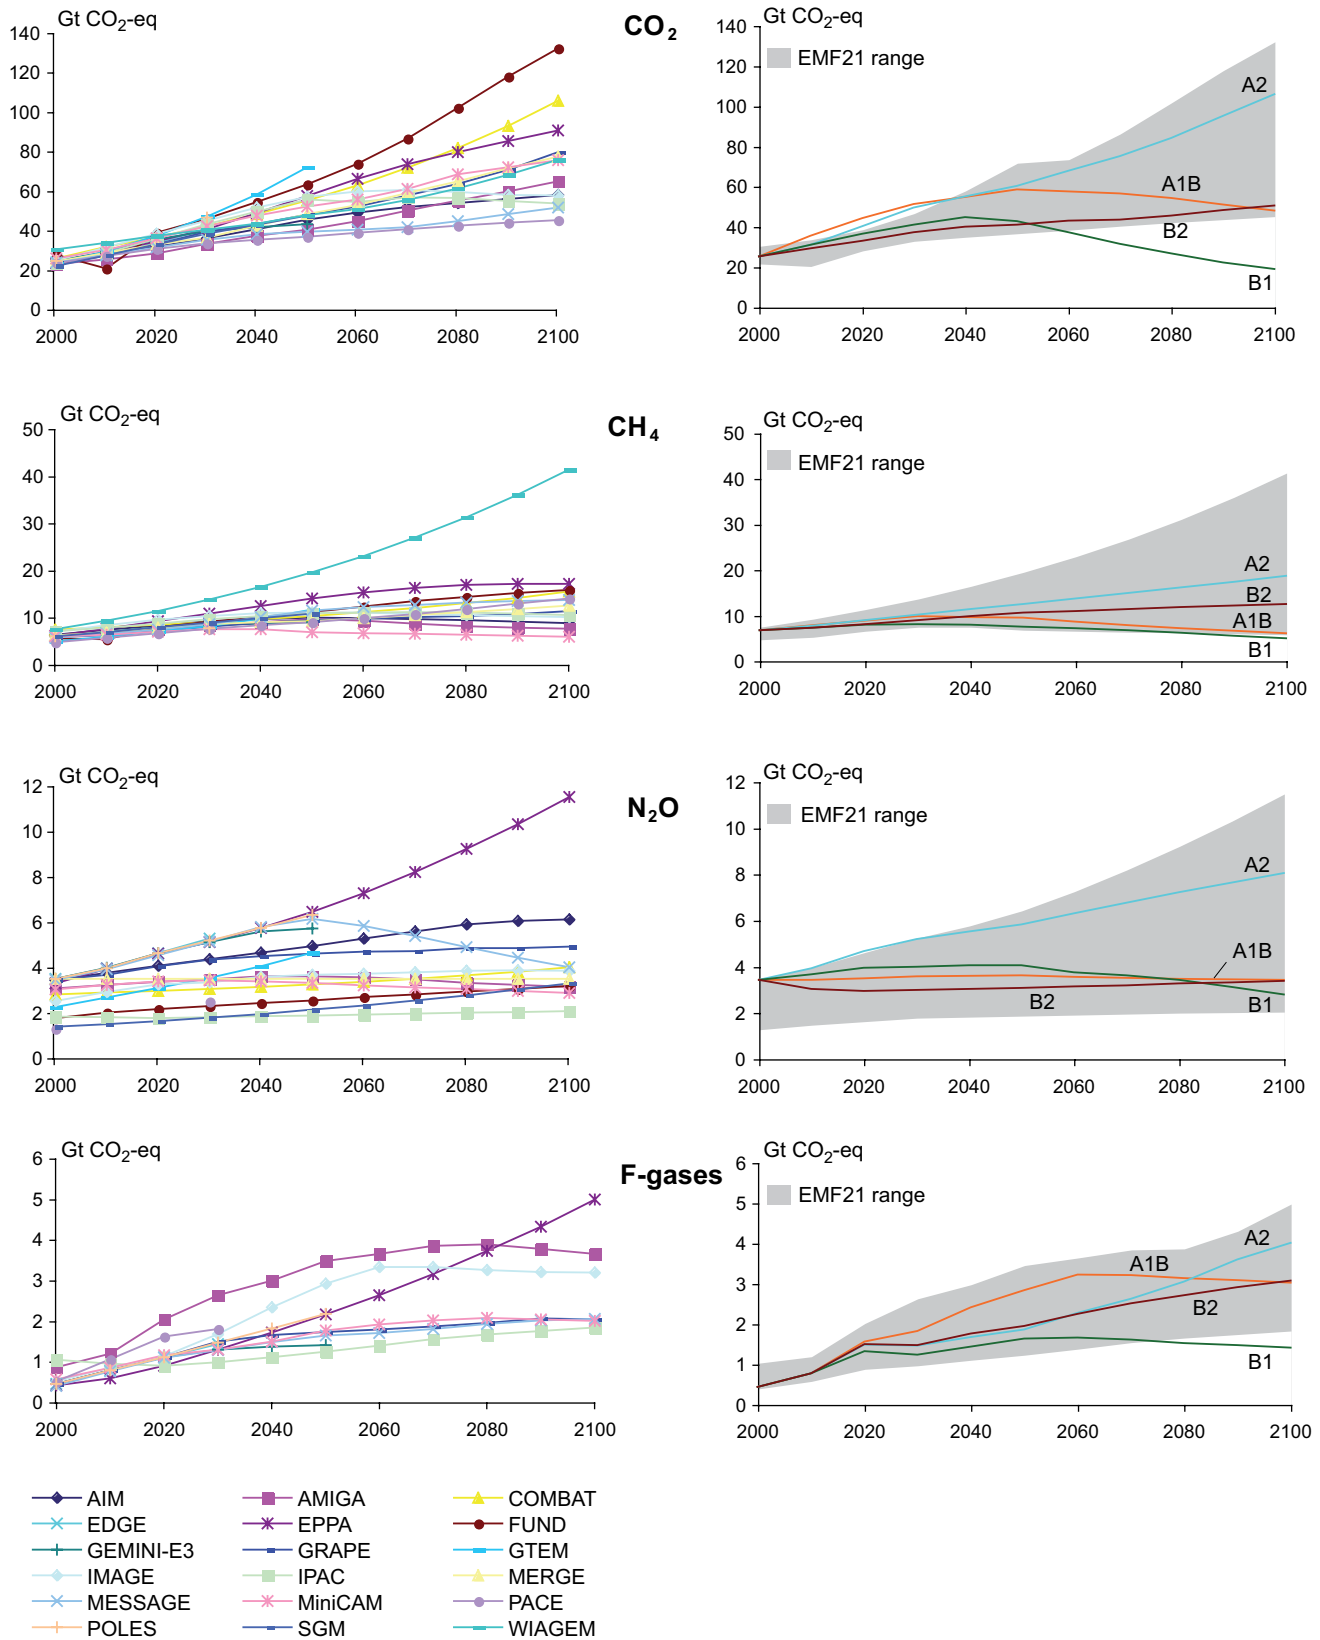 Gt CO2-eq
140
120
100
80
60
40
20
0
2000 2020 2040 2060 2080 2100
CO2
Gt CO2-eq
EMF21 range
140
120
100
80
60
40
20
0
A2
A1B
B2
B1
2000 2020 2040 2060 2080 2100
Gt CO2-eq
50
40
30
20
10
0
2000 2020 2040 2060 2080 2100
CH4
Gt CO2-eq
EMF21 range
50
40
30
20
10
0
A2
B2
A1B
B1
2000 2020 2040 2060 2080 2100
Gt CO2-eq
12
10
8
6
4
2
0
2000 2020 2040 2060 2080 2100
N2O
Gt CO2-eq
EMF21 range
12
10
8
6
4
2
0
A2
A1B
B2
B1
2000 2020 2040 2060 2080 2100
Gt CO2-eq
6
5
4
3
2
1
0
2000 2020 2040 2060 2080 2100
F-gases
Gt CO2-eq
EMF21 range
6
5
4
3
2
1
0
A2
A1B
B2
B1
2000 2020 2040 2060 2080 2100
AIM AMIGA COMBAT
EDGE EPPA FUND
GEMINI-E3 GRAPE GTEM
IMAGE IPAC MERGE
MESSAGE MiniCAM PACE
POLES SGM WIAGEM